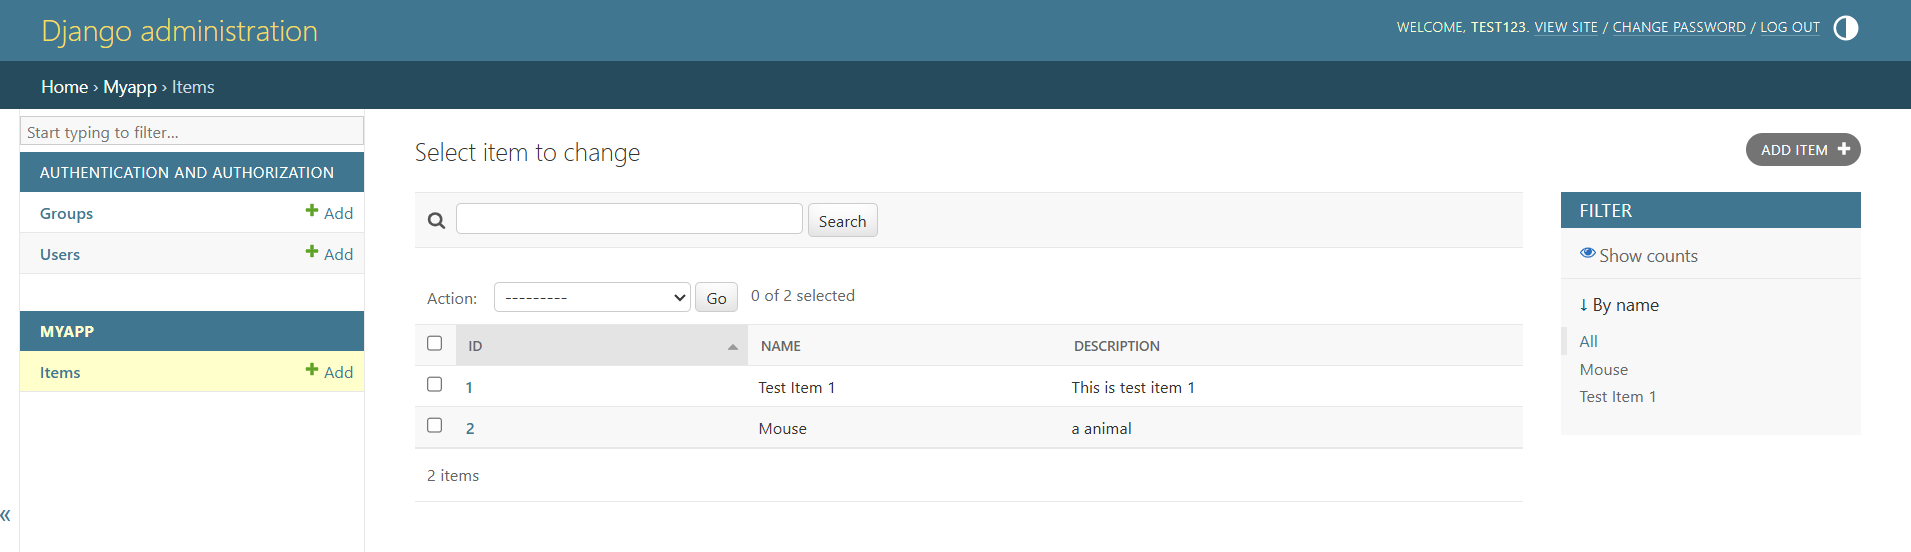 Django administration
WELCOME, TEST123. VIEW SITE / CHANGE PASSWORD / LOG OUT
Home › Myapp › Items
Start typing to filter...
AUTHENTICATION AND AUTHORIZATION
Groups + Add
Users + Add
MYAPP
Items + Add
«
Select item to change
ADD ITEM +
Search
Action: --------- Go 0 of 2 selected
ID NAME DESCRIPTION
1 Test Item 1 This is test item 1
2 Mouse a animal
2 items
FILTER
Show counts
↓ By name
All
Mouse
Test Item 1